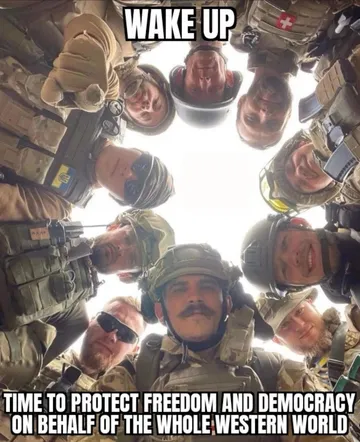 WAKE UP
TIME TO PROTECT FREEDOM AND DEMOCRACY
ON BEHALF OF THE WHOLE WESTERN WORLD